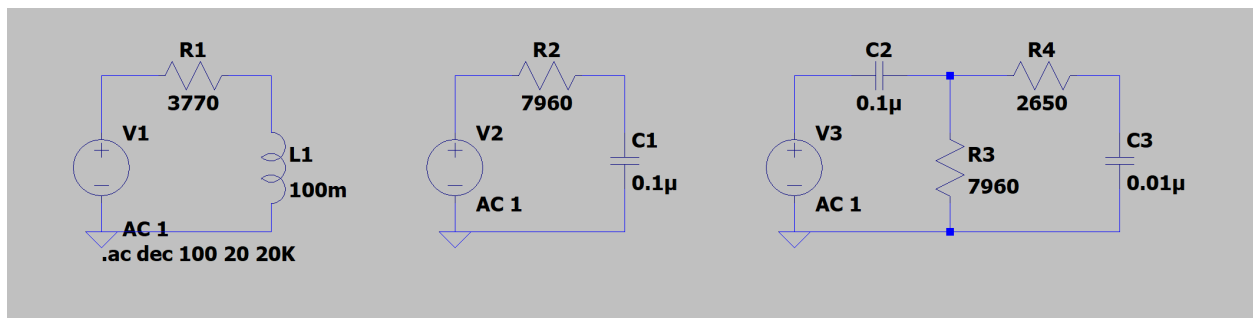 R1
3770
V1
L1
100m
AC 1
.ac dec 100 20 20K
R2
7960
V2
C1
0.1µ
AC 1
C2
0.1µ
R4
2650
V3
R3
7960
C3
0.01µ
AC 1